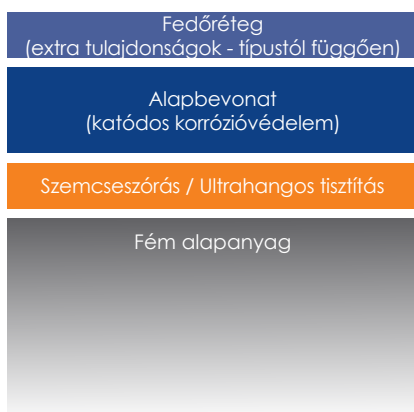 Fedőréteg
(extra tulajdonságok - típustól függően)
Alapbevonat
(katódos korrózióvédelem)
Szemcseszórás / Ultrahangos tisztítás
Fém alapanyag